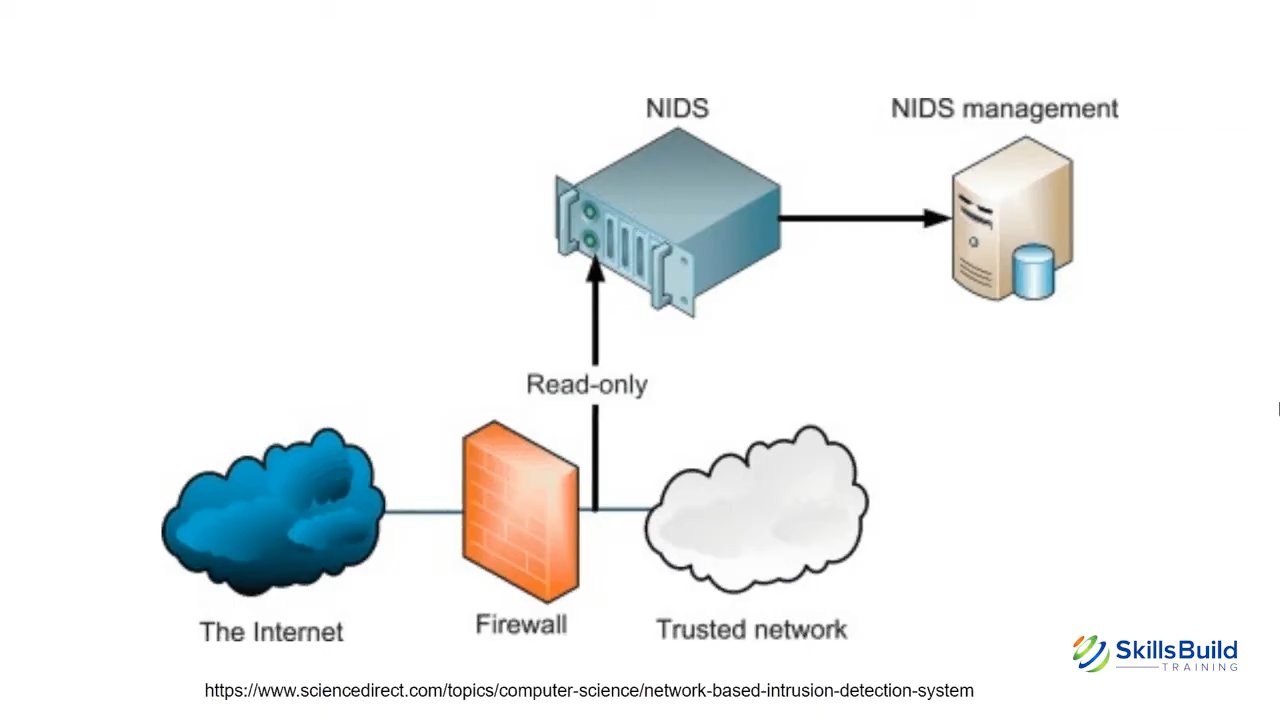 NIDS
NIDS management
Read-only
The Internet
Firewall
Trusted network
SkillsBuild
TRAINING
https://www.sciencedirect.com/topics/computer-science/network-based-intrusion-detection-system